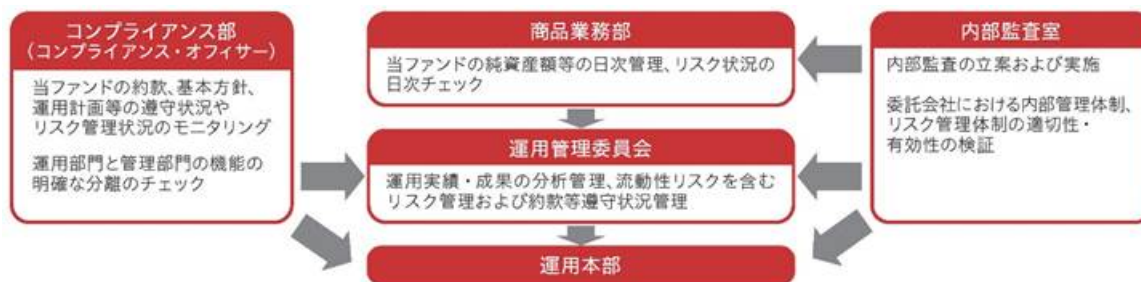 コンプライアンス部
（コンプライアンス・オフィサー）
当ファンドの約款、基本方針、
運用計画等の遵守状況や
リスク管理状況のモニタリング
運用部門と管理部門の機能の
明確な分離のチェック
商品業務部
当ファンドの純資産額等の日次管理、リスク状況の
日次チェック
運用管理委員会
運用実績・成果の分析管理、流動性リスクを含む
リスク管理および約款等遵守状況管理
運用本部
内部監査室
内部監査の立案および実施
委託会社における内部管理体制、
リスク管理体制の適切性・
有効性の検証